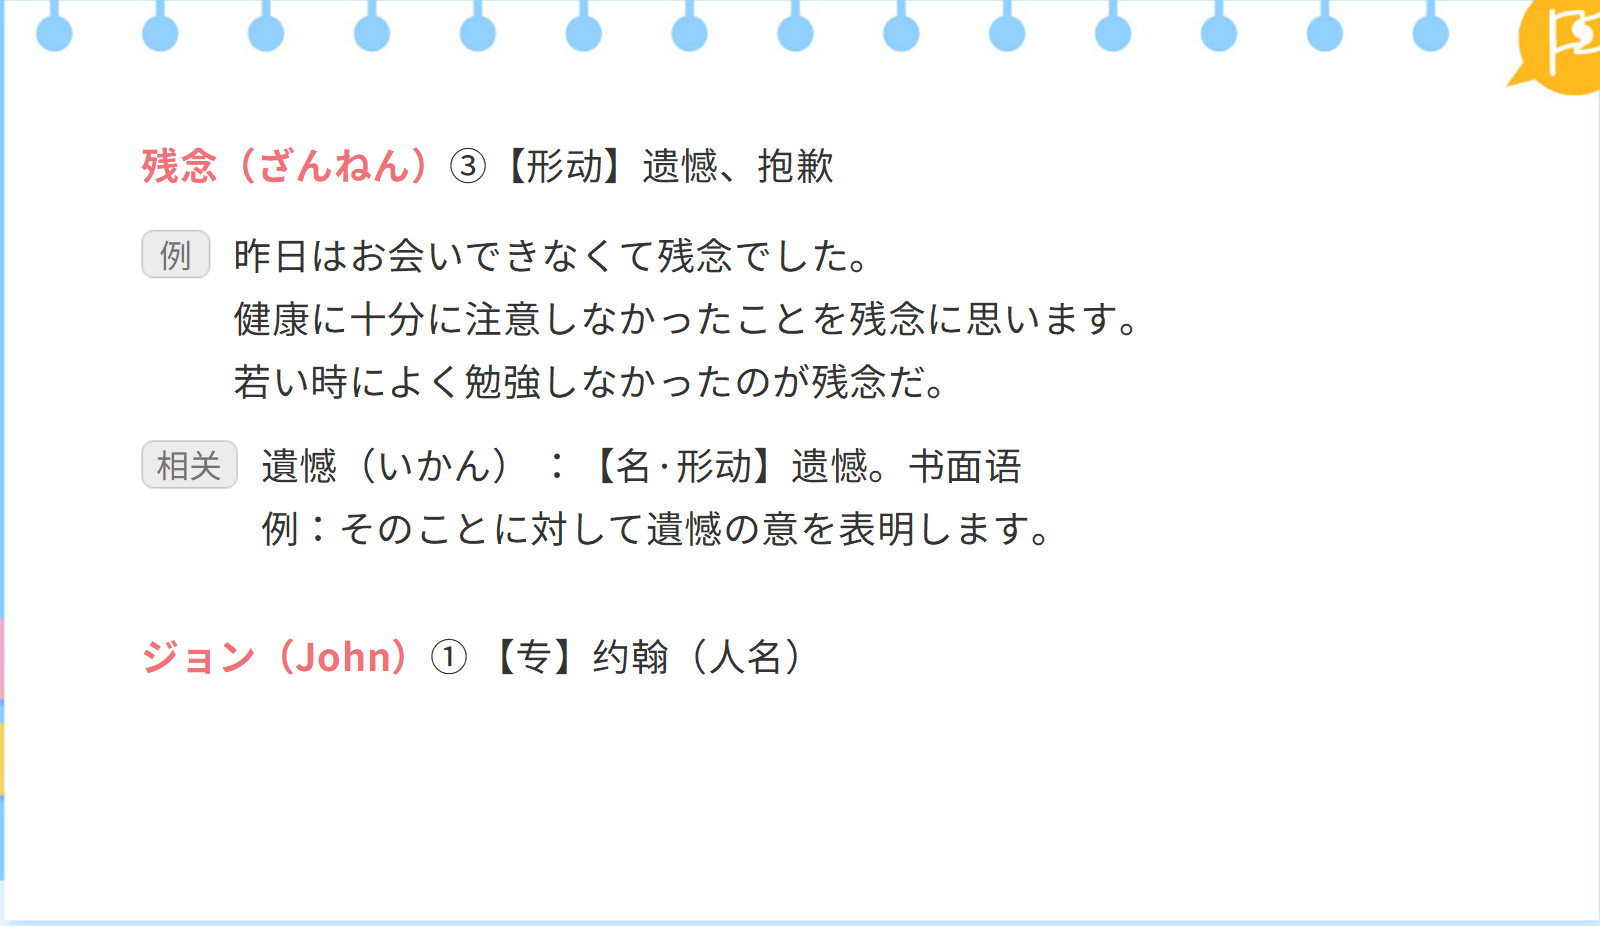 残念（ざんねん）③【形动】遗憾、抱歉
例 昨日はお会いできなくて残念でした。
健康に十分に注意しなかったことを残念に思います。
若い時によく勉強しなかったのが残念だ。
相关 遺憾（いかん）：【名·形动】遗憾。书面语
例：そのことに対して遺憾の意を表明します。
ジョン（John）①【专】约翰（人名）